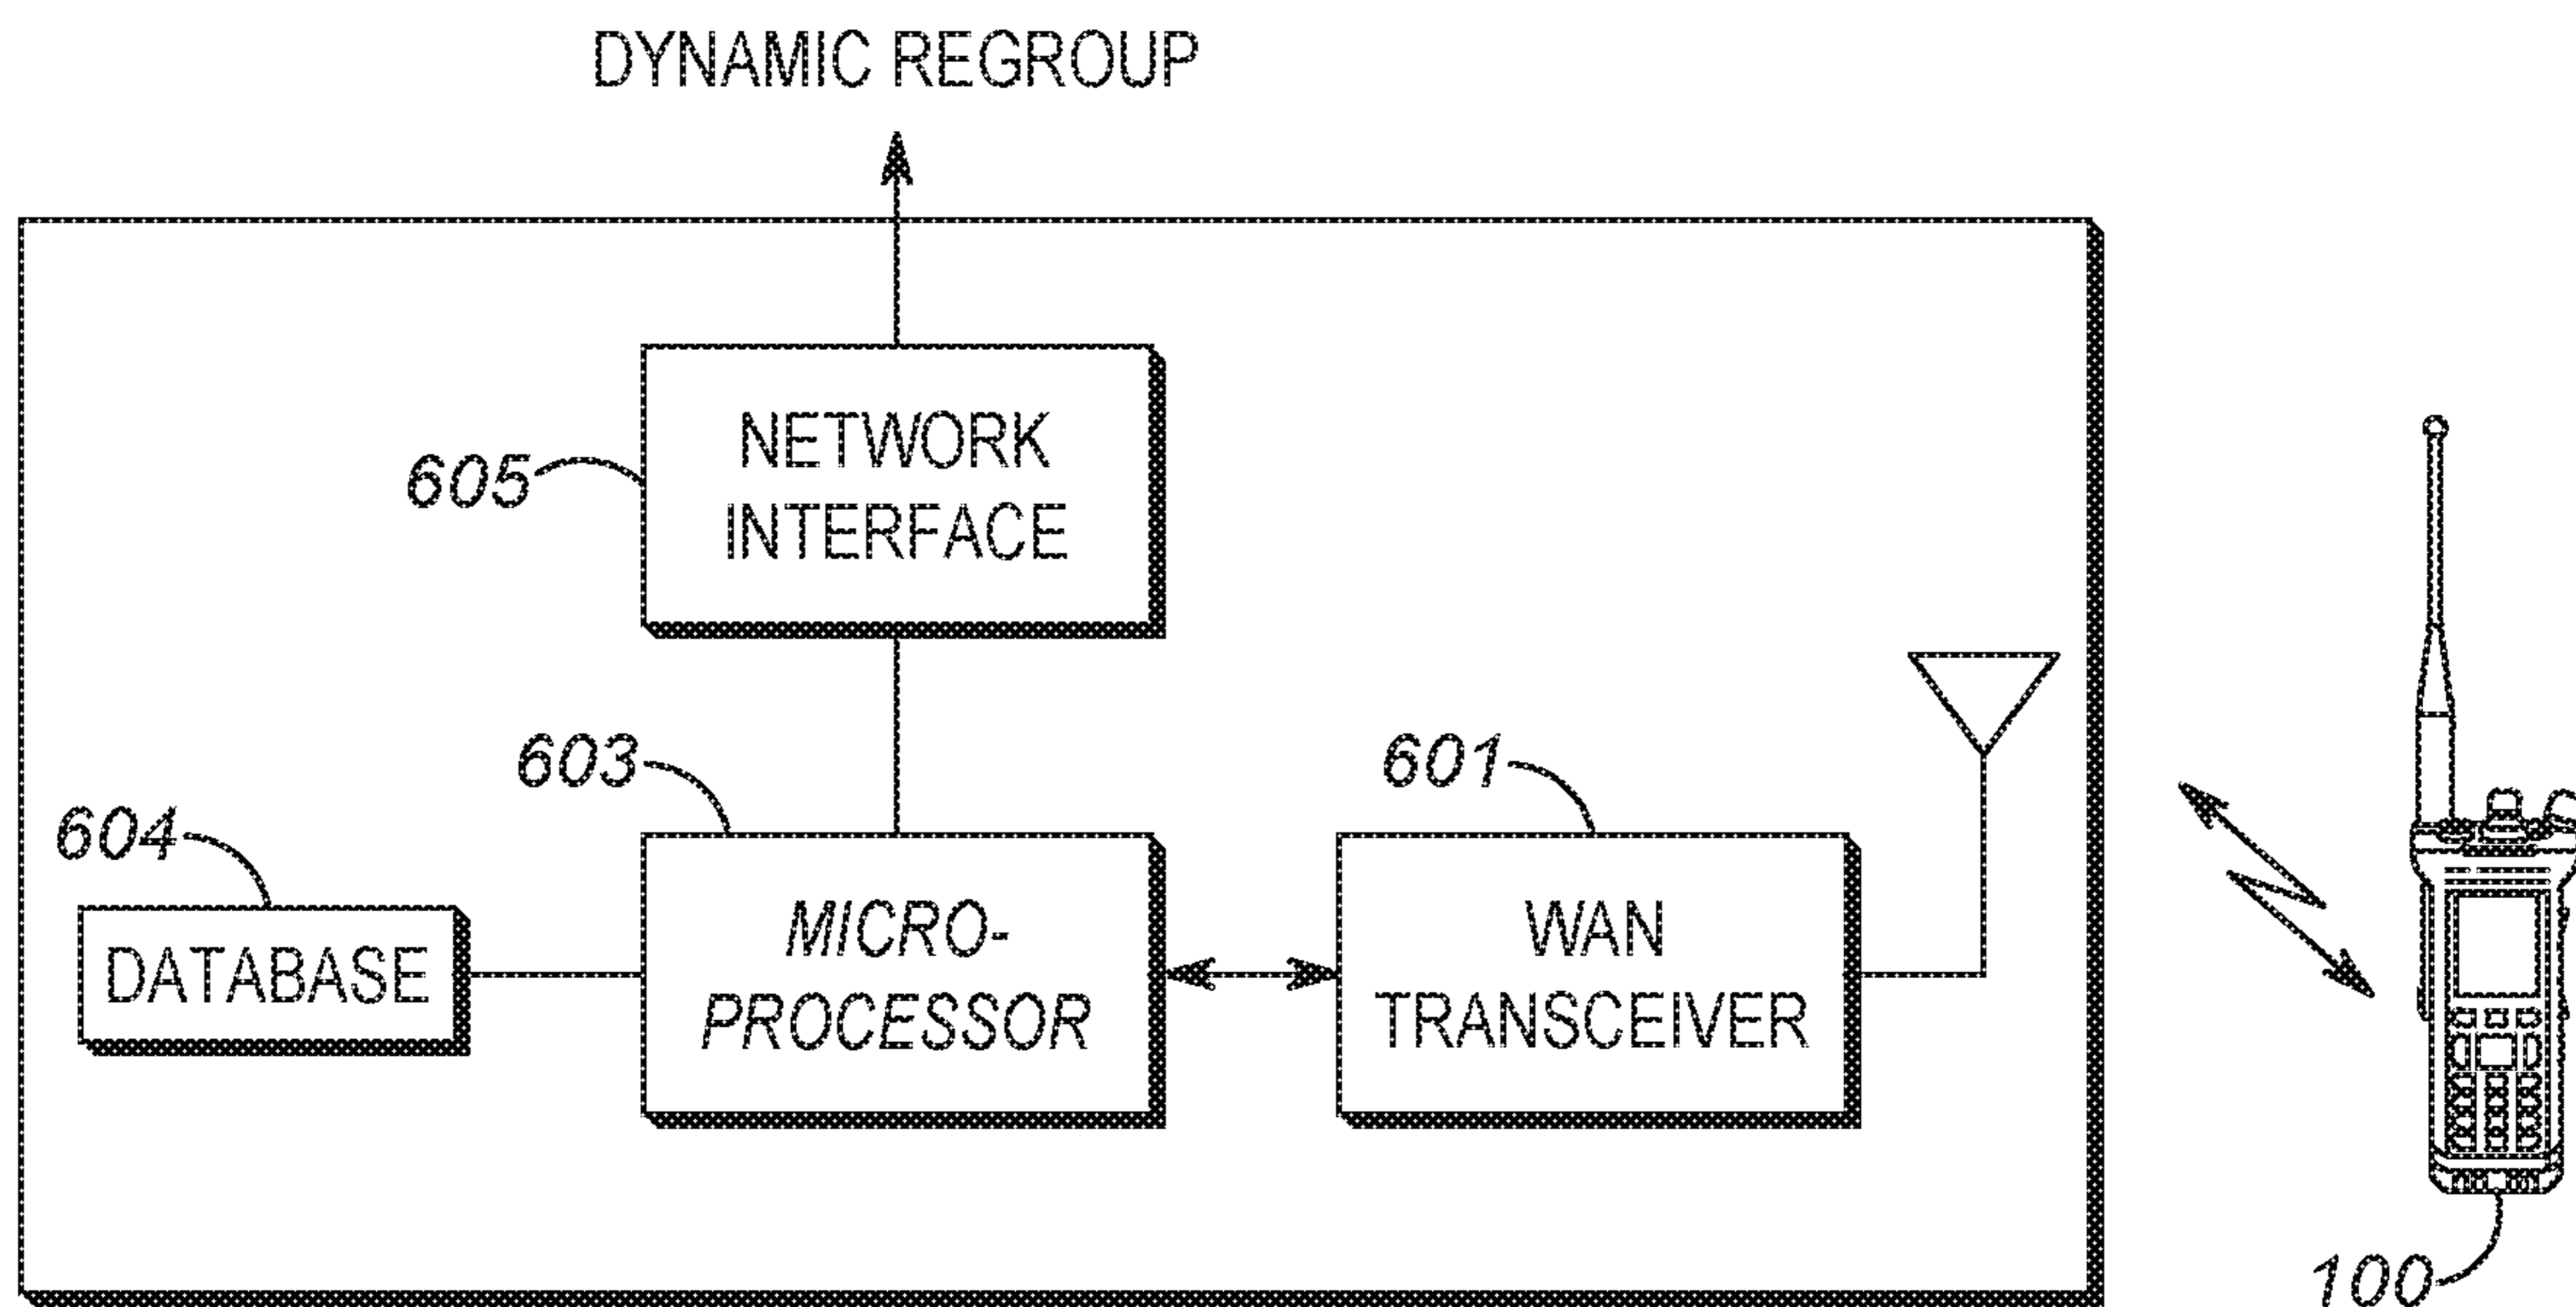 DYNAMIC REGROUP
605
NETWORK
INTERFACE
603
601
604
DATABASE
MICRO-
PROCESSOR
WAN
TRANSCEIVER
100